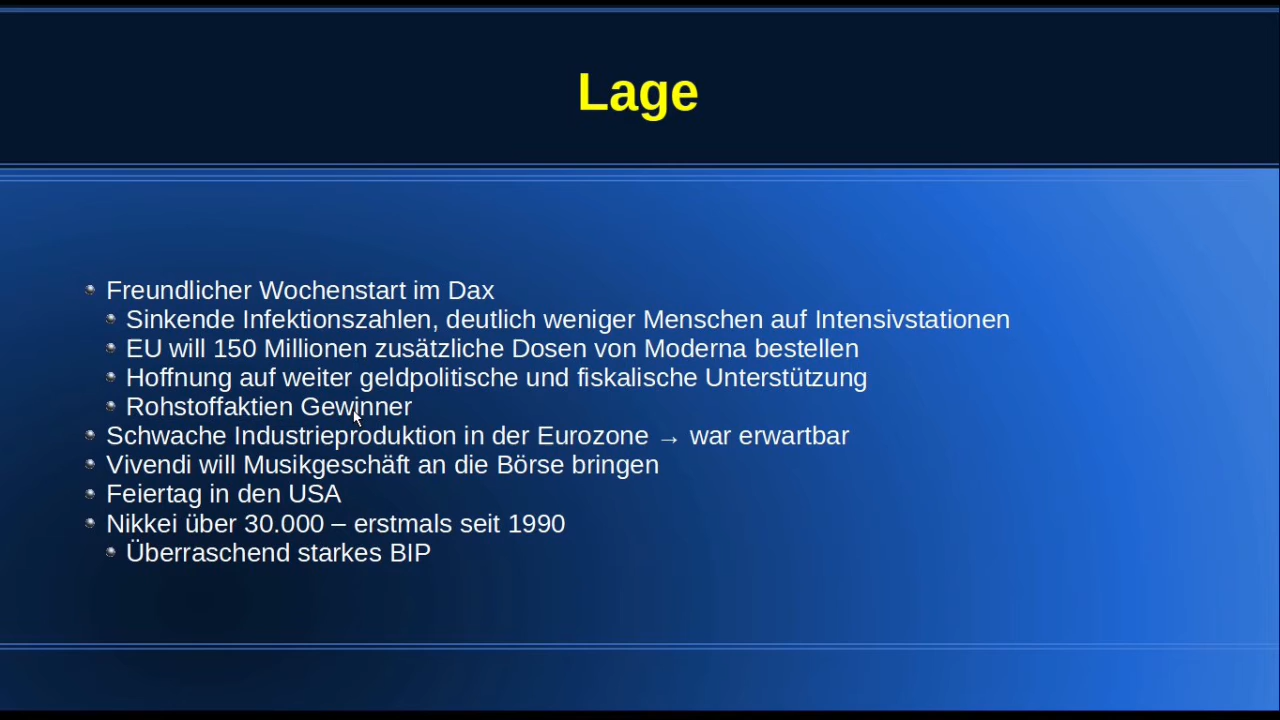 Lage
Freundlicher Wochenstart im Dax
Sinkende Infektionszahlen, deutlich weniger Menschen auf Intensivstationen
EU will 150 Millionen zusätzliche Dosen von Moderna bestellen
Hoffnung auf weiter geldpolitische und fiskalische Unterstützung
Rohstoffaktien Gewinner
Schwache Industrieproduktion in der Eurozone → war erwartbar
Vivendi will Musikgeschäft an die Börse bringen
Feiertag in den USA
Nikkei über 30.000 – erstmals seit 1990
Überraschend starkes BIP